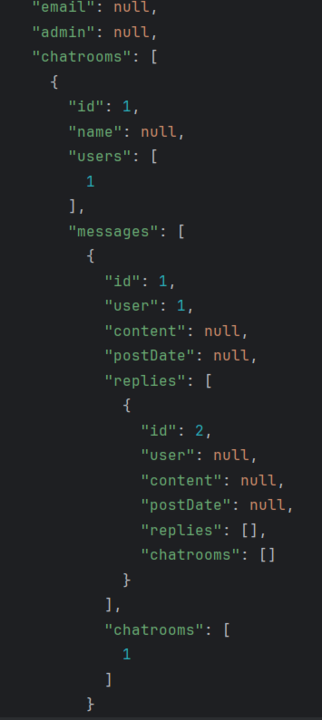 "email": null,
"admin": null,
"chatrooms": [
{
"id": 1,
"name": null,
"users": [
1
],
"messages": [
{
"id": 1,
"user": 1,
"content": null,
"postDate": null,
"replies": [
{
"id": 2,
"user": null,
"content": null,
"postDate": null,
"replies": [],
"chatrooms": []
}
],
"chatrooms": [
1
]
}